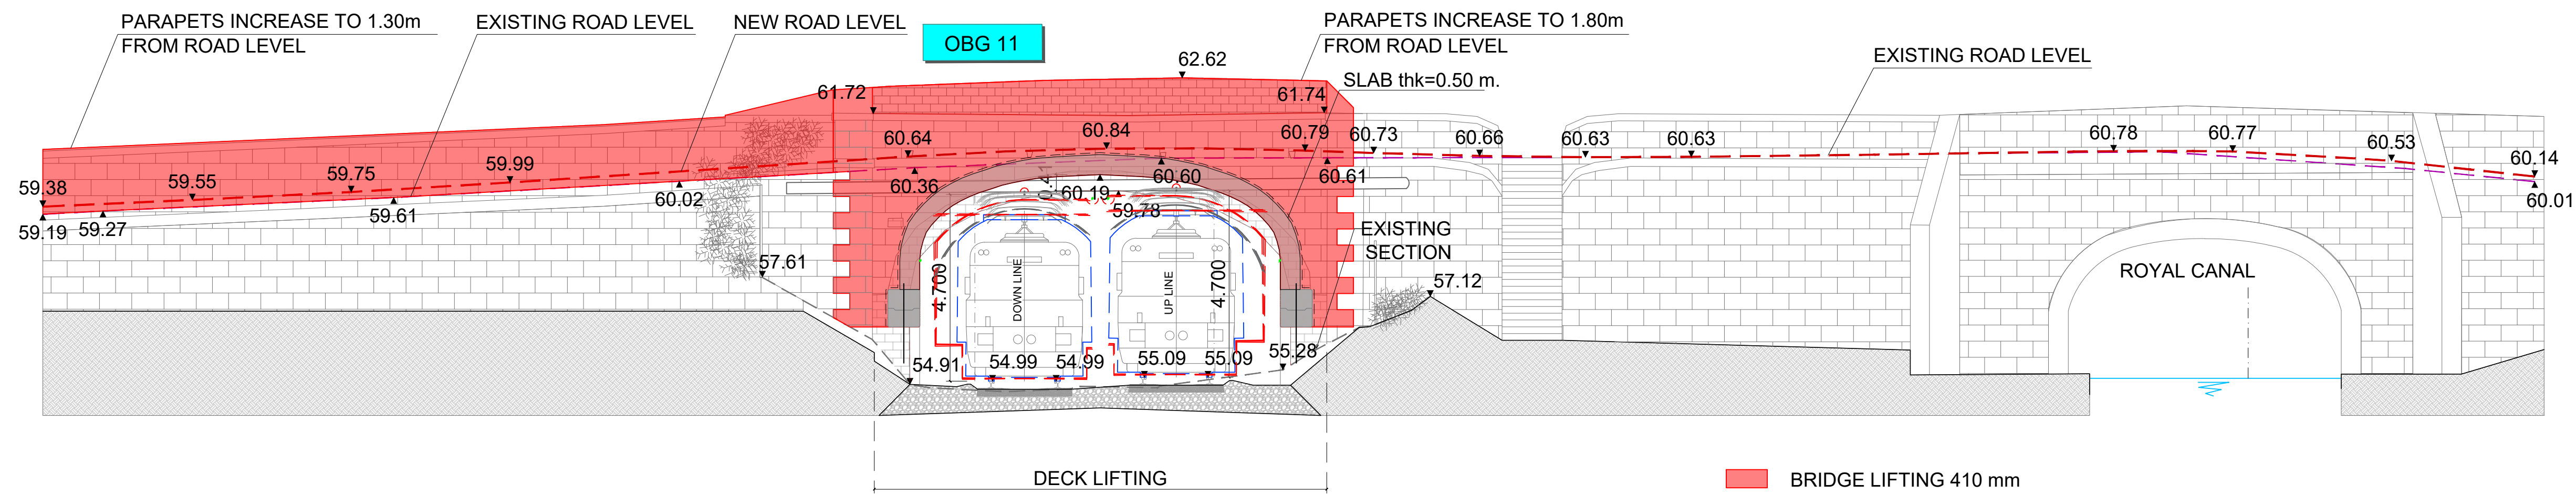 PARAPETS INCREASE TO 1.30m
FROM ROAD LEVEL
EXISTING ROAD LEVEL
NEW ROAD LEVEL
OBG 11
PARAPETS INCREASE TO 1.80m
FROM ROAD LEVEL
SLAB thk=0.50 m.
EXISTING ROAD LEVEL
62.62
61.72
61.74
60.64
60.84
60.79
60.73
60.66
60.63
60.63
60.78
60.77
60.53
60.14
59.38
59.55
59.75
59.99
60.36
60.19
60.60
60.61
60.01
59.19
59.27
59.61
60.02
59.78
57.61
EXISTING
SECTION
57.12
ROYAL CANAL
4.700
DOWN LINE
UP LINE
4.700
54.91
54.99
54.99
55.09
55.09
55.28
DECK LIFTING
BRIDGE LIFTING 410 mm